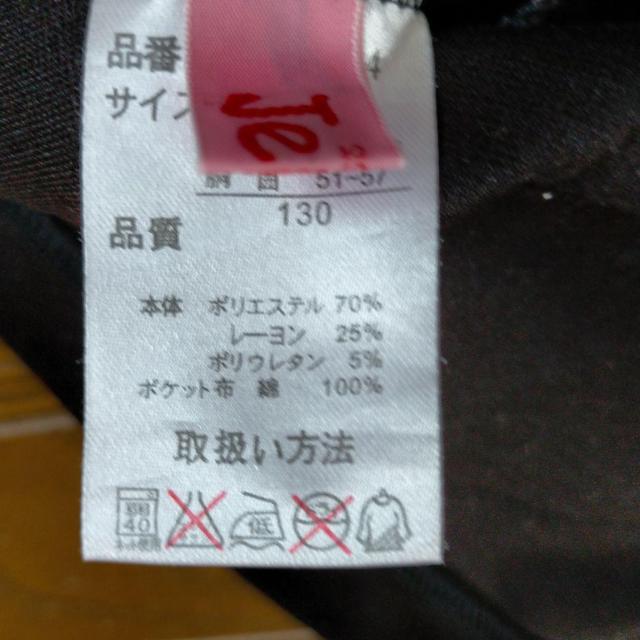 品番 4
サイズ
Je
胴囲 51-57
130
品質
本体 ポリエステル 70%
レーヨン 25%
ポリウレタン 5%
ポケット布 綿 100%
取扱い方法
40 低